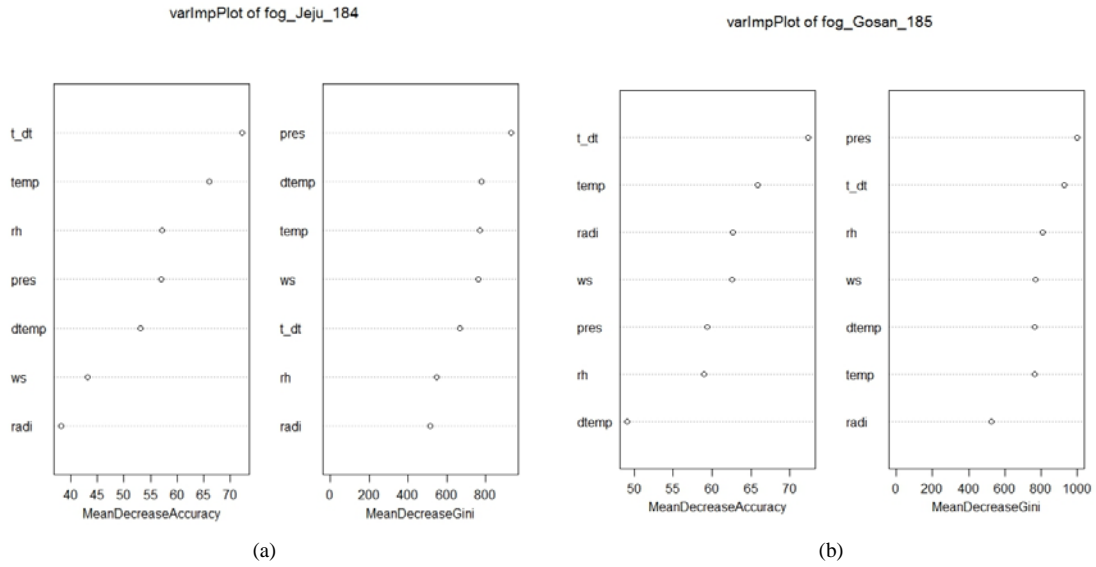 varImpPlot of fog_Jeju_184
t_dt
temp
rh
pres
dtemp
ws
radi
40 45 50 55 60 65 70
MeanDecreaseAccuracy
pres
dtemp
temp
ws
t_dt
rh
radi
0 200 400 600 800
MeanDecreaseGini
(a)
varImpPlot of fog_Gosan_185
t_dt
temp
radi
ws
pres
rh
dtemp
50 55 60 65 70
MeanDecreaseAccuracy
pres
t_dt
rh
ws
dtemp
temp
radi
0 200 400 600 800 1000
MeanDecreaseGini
(b)